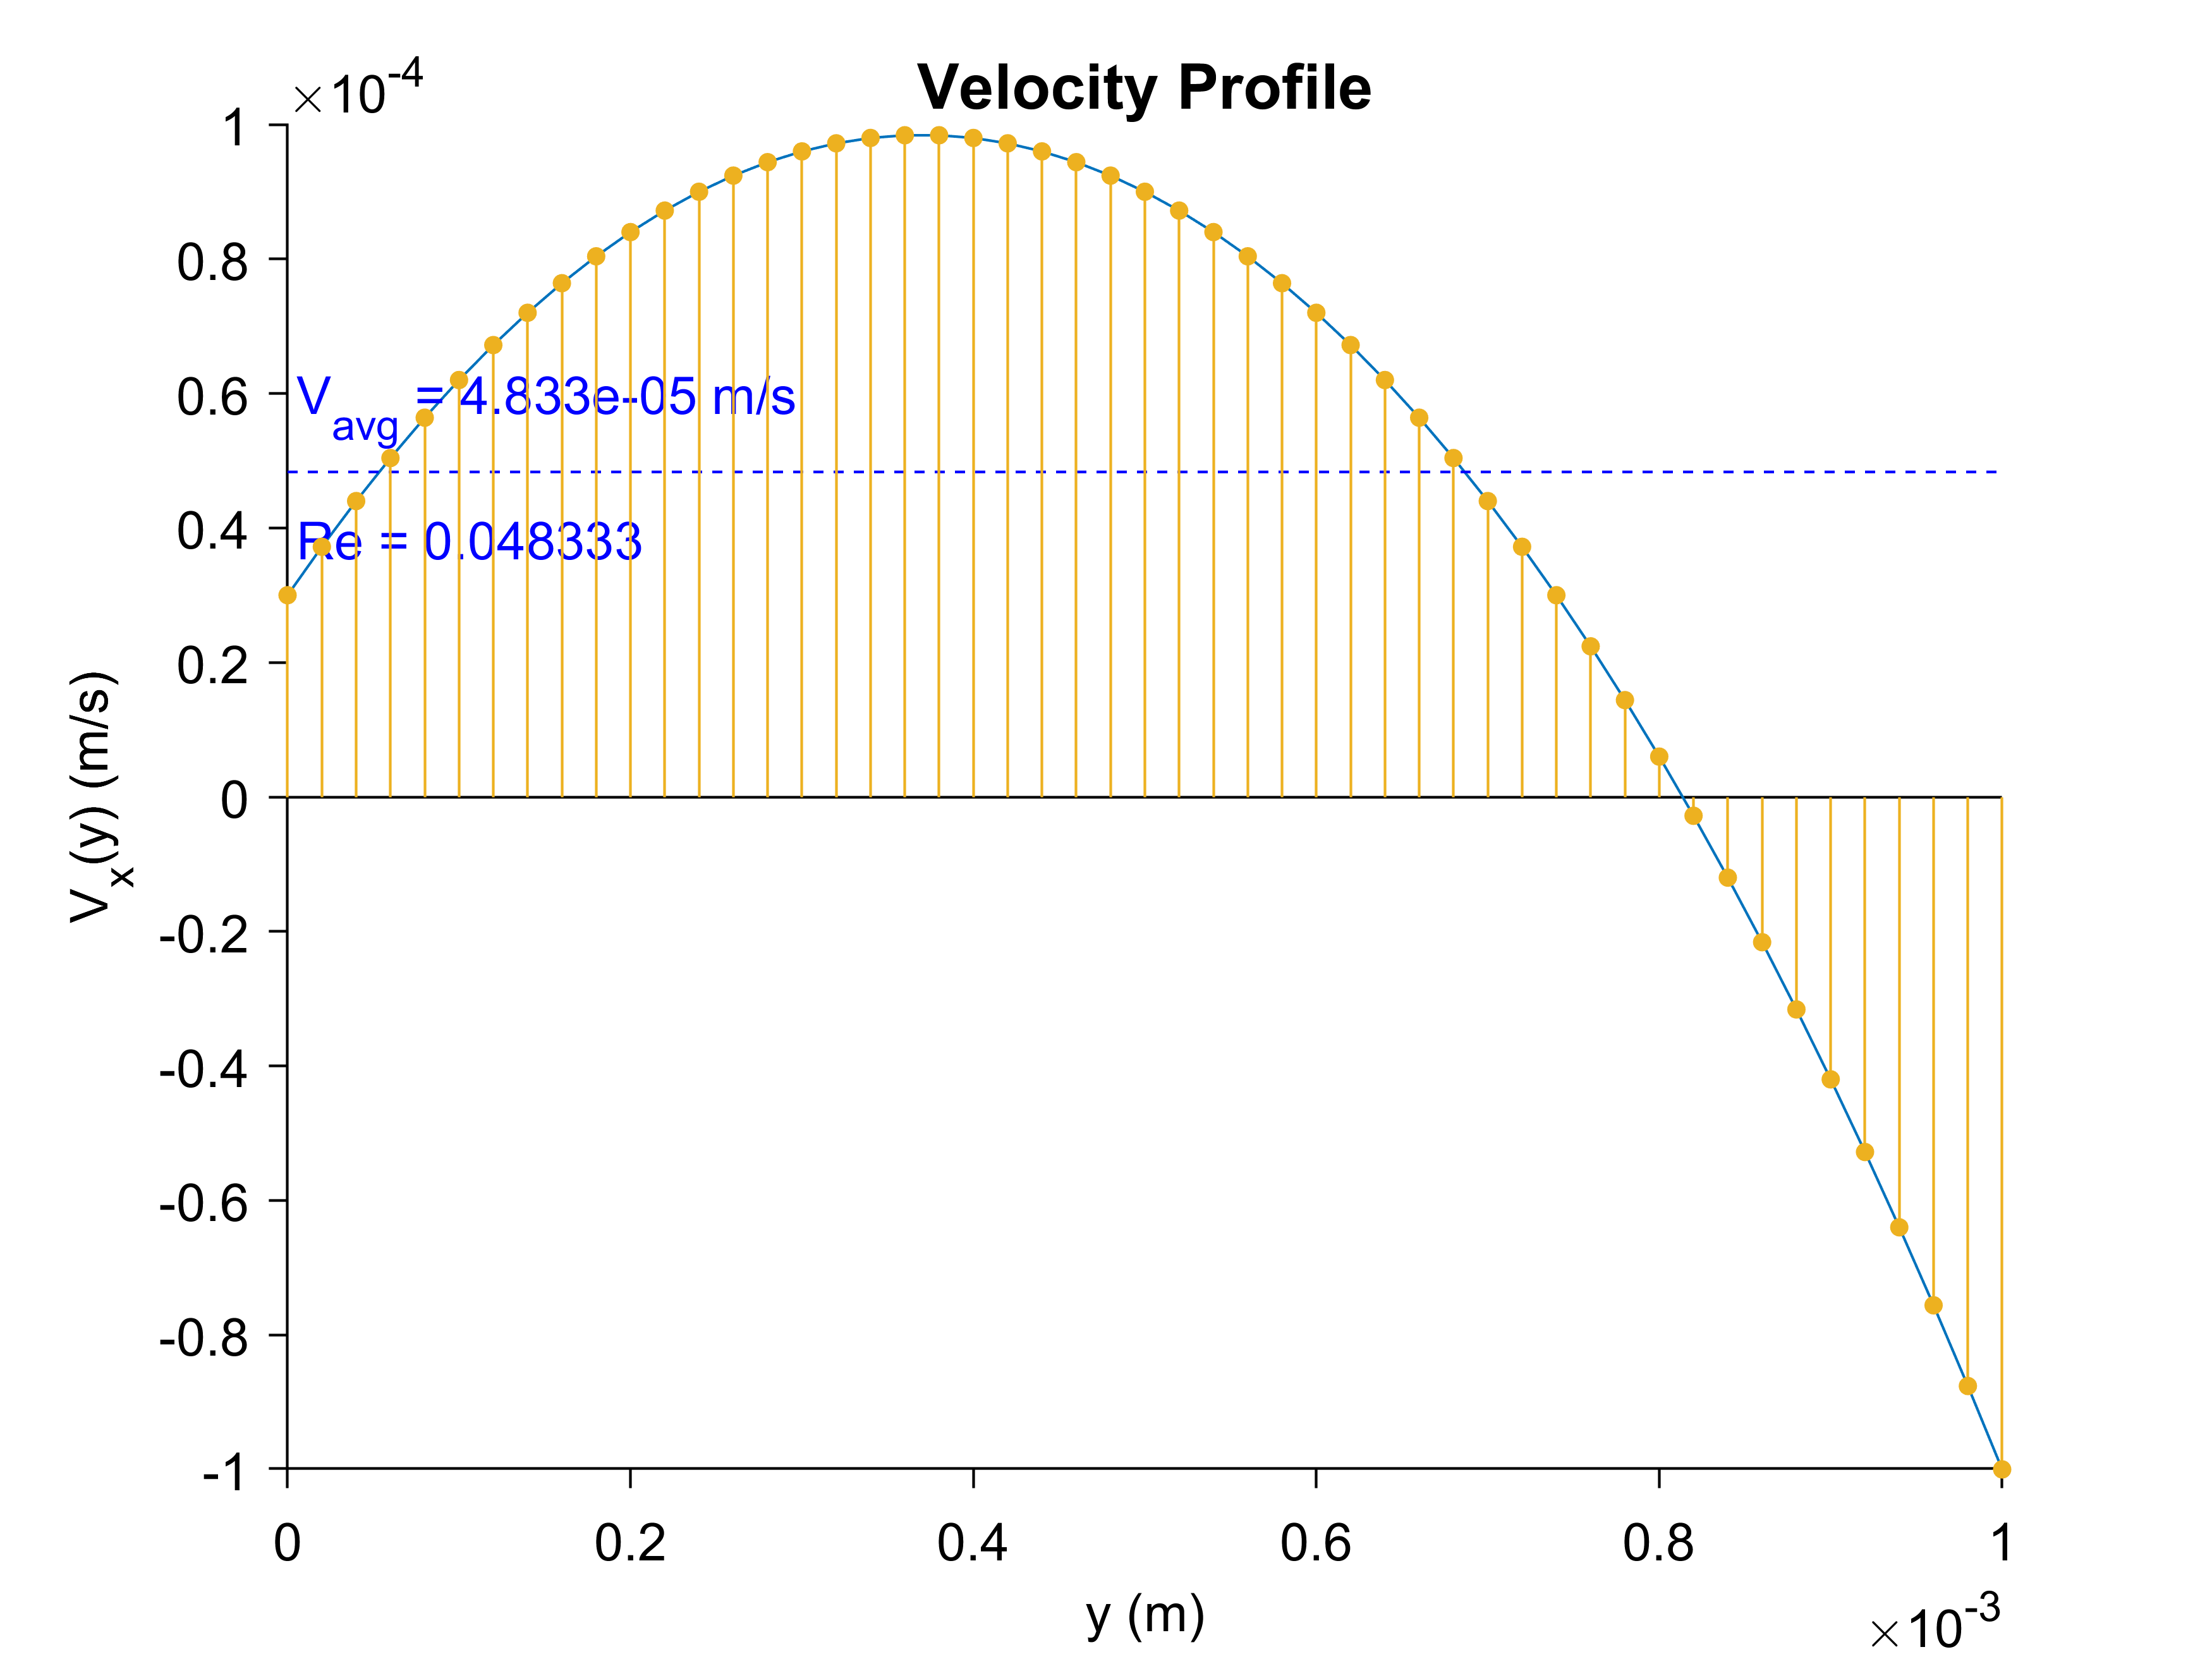 Velocity Profile
×10-4
1
0.8
0.6
0.4
0.2
0
-0.2
-0.4
-0.6
-0.8
-1
Vx(y) (m/s)
Vavg = 4.833e-05 m/s
Re = 0.048333
0 0.2 0.4 0.6 0.8 1
y (m)
×10-3